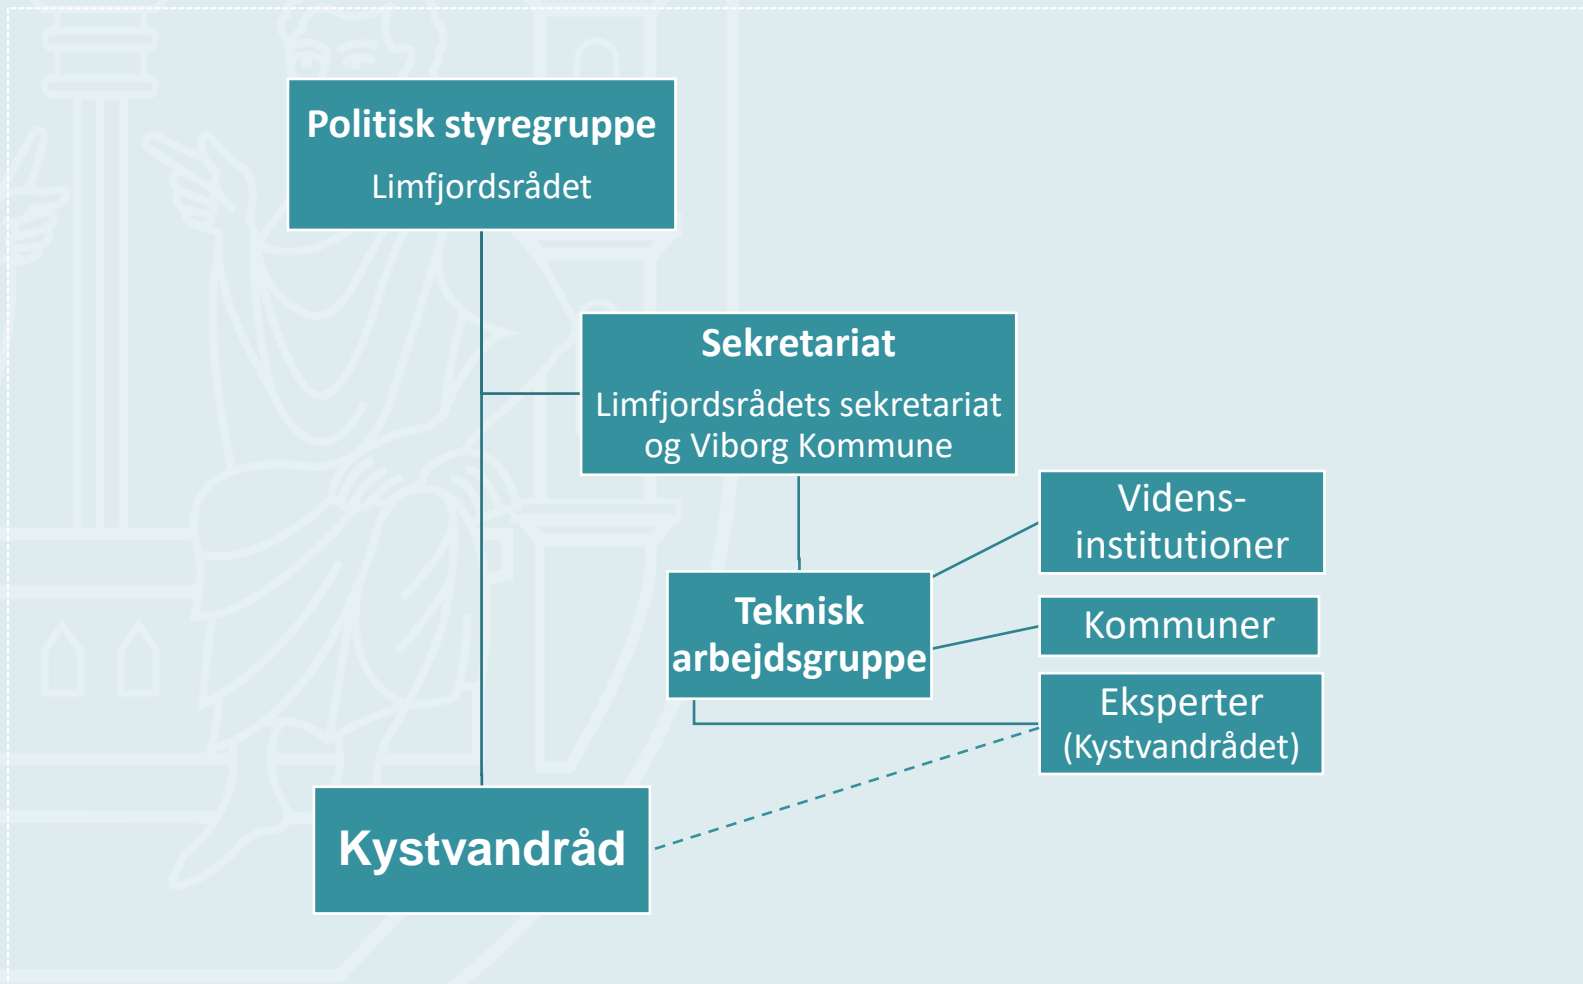 Politisk styregruppe
Limfjordsrådet
Sekretariat
Limfjordsrådets sekretariat
og Viborg Kommune
Videns-
institutioner
Teknisk
arbejdsgruppe
Kommuner
Eksperter
(Kystvandrådet)
Kystvandråd